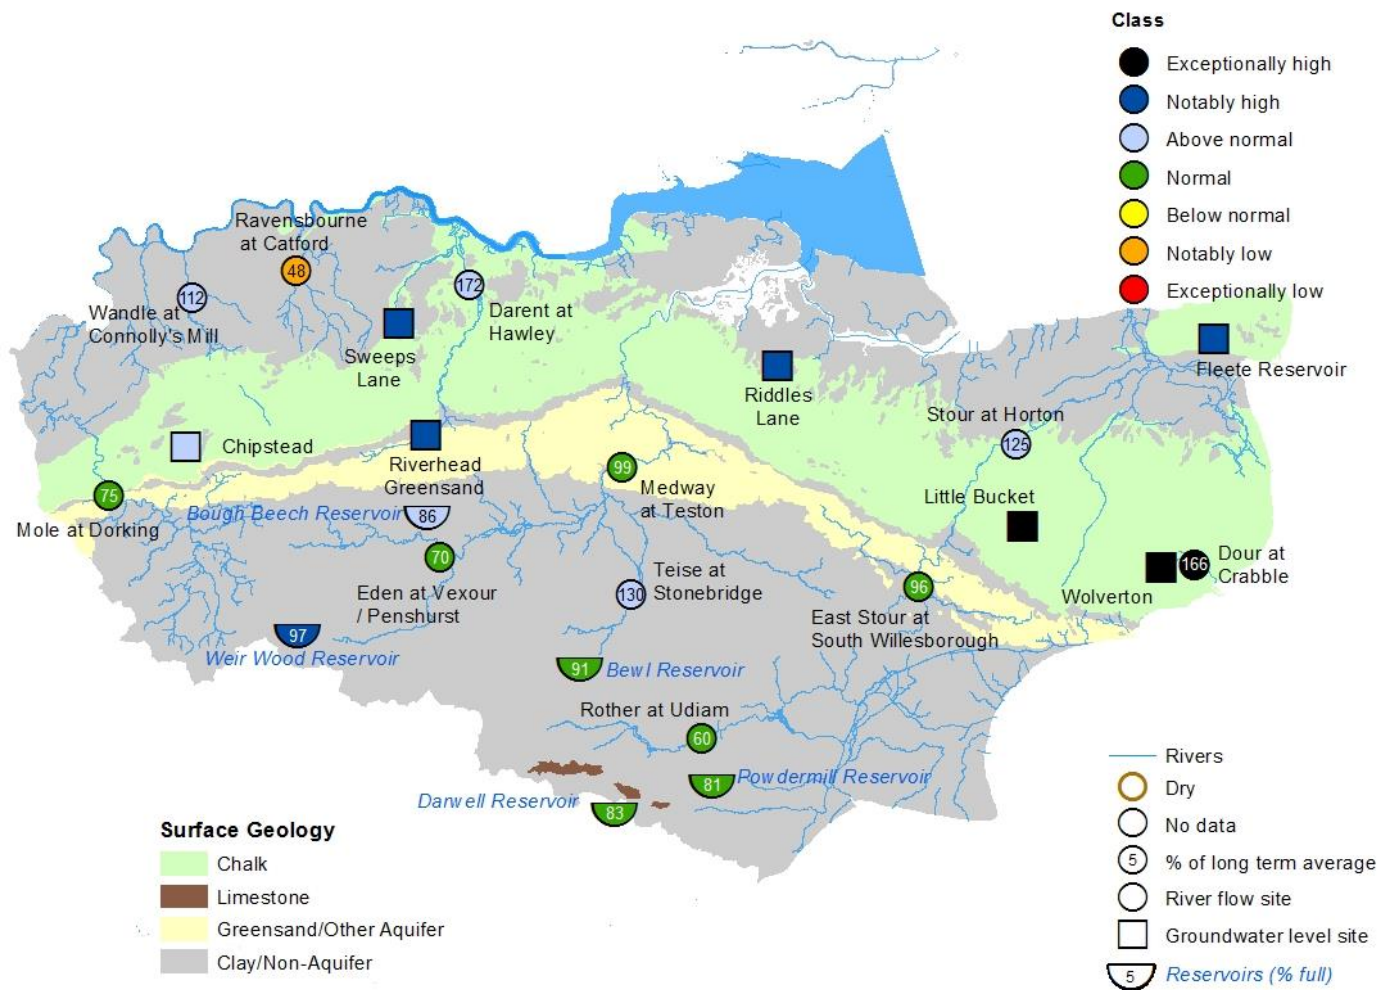 Class
Exceptionally high
Notably high
Above normal
Normal
Below normal
Notably low
Exceptionally low
Ravensbourne
at Catford
48
112
Wandle at
Connolly's Mill
172
Darent at
Hawley
Sweeps
Lane
Riddles
Lane
Fleete Reservoir
Stour at Horton
125
Chipstead
Riverhead
Greensand
99
Medway
at Teston
75
Mole at Dorking
Bough Beech Reservoir
86
Little Bucket
70
Eden at Vexour
/ Penshurst
130
Teise at
Stonebridge
96
East Stour at
South Willesborough
166
Dour at
Crabble
Wolverton
97
Weir Wood Reservoir
91
Bewl Reservoir
Rother at Udiam
60
81
Powdermill Reservoir
Darwell Reservoir
83
Surface Geology
Chalk
Limestone
Greensand/Other Aquifer
Clay/Non-Aquifer
Rivers
Dry
No data
5
% of long term average
River flow site
Groundwater level site
5
Reservoirs (% full)